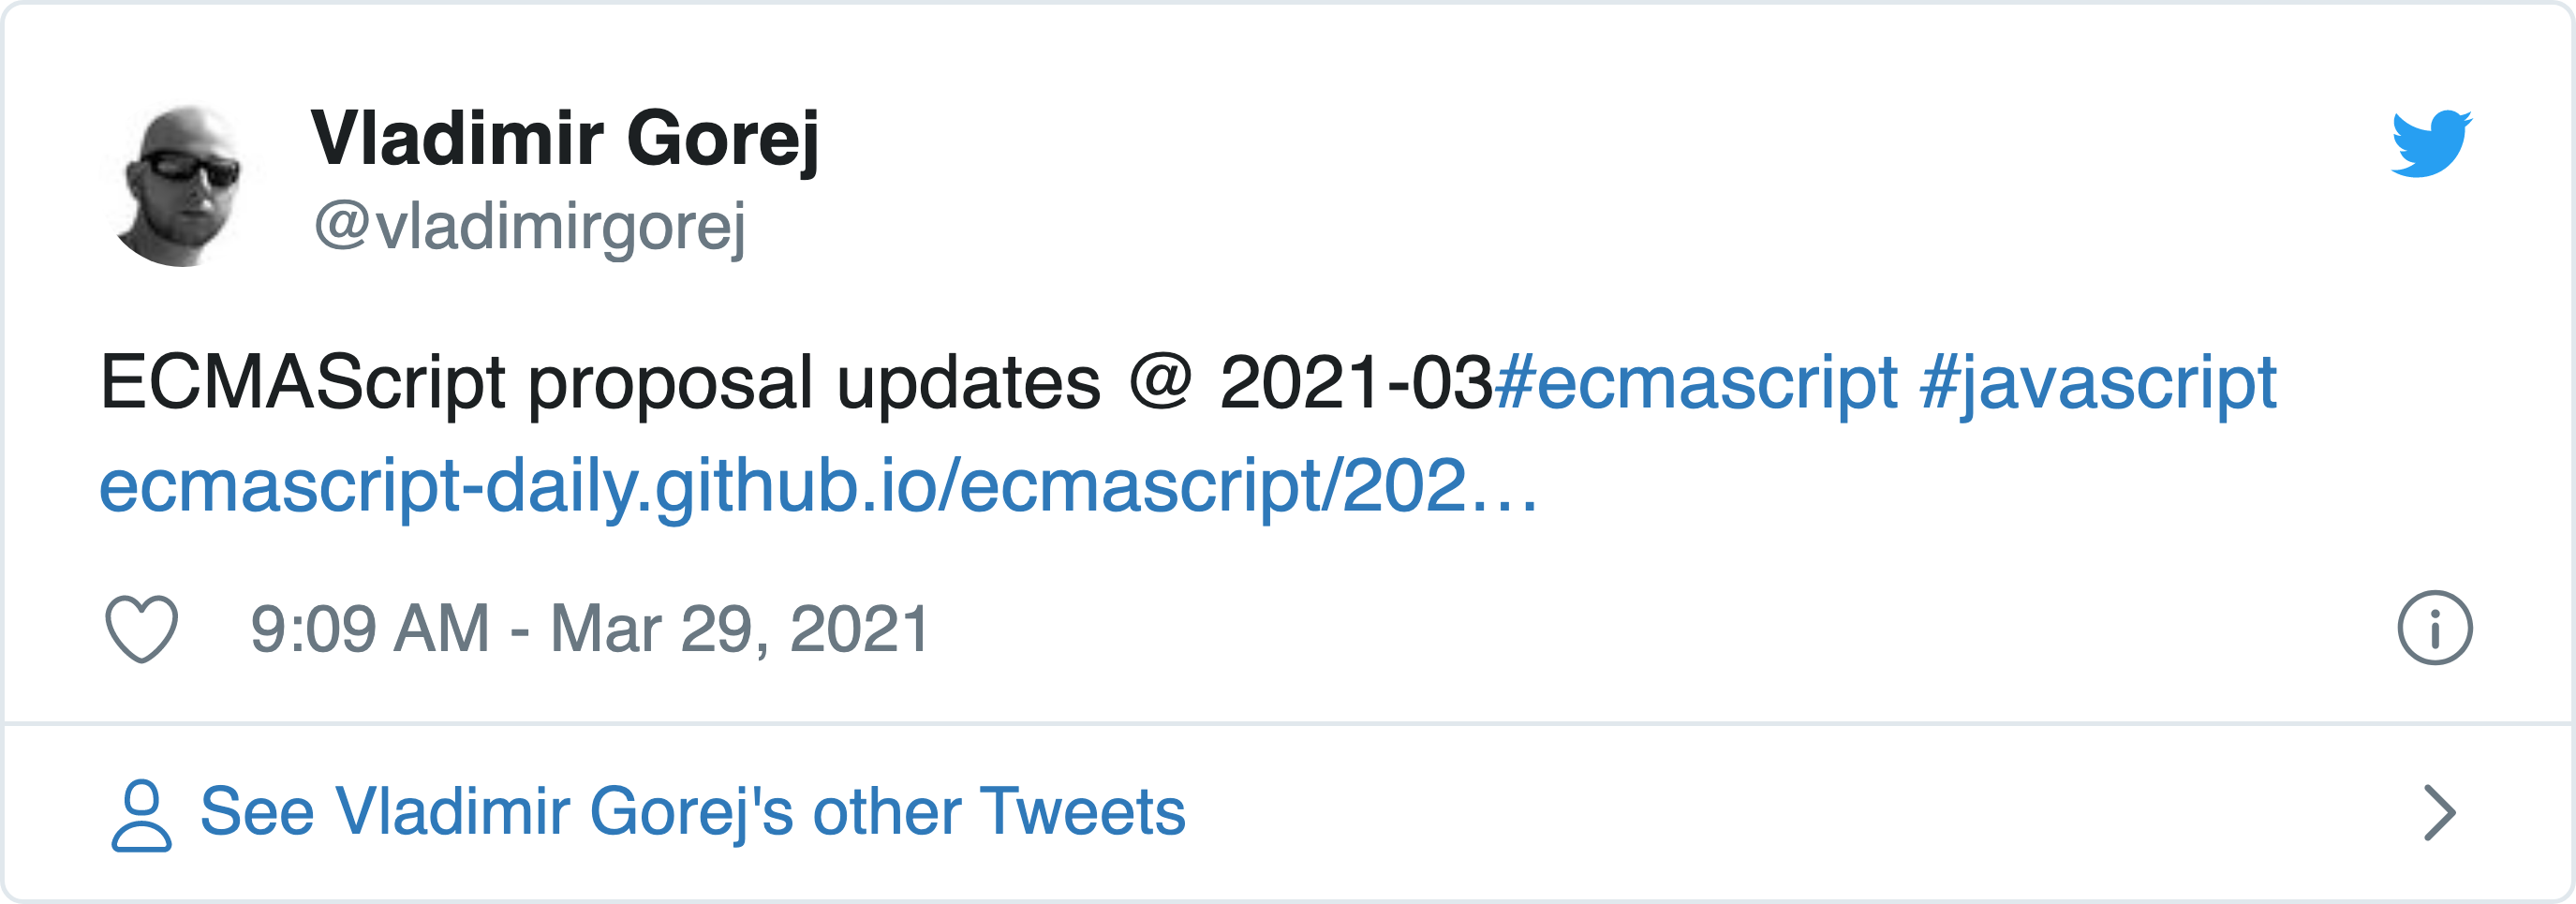 Vladimir Gorej
@vladimirgorej
ECMAScript proposal updates @ 2021-03#ecmascript #javascript
ecmascript-daily.github.io/ecmascript/202…
9:09 AM - Mar 29, 2021
See Vladimir Gorej's other Tweets